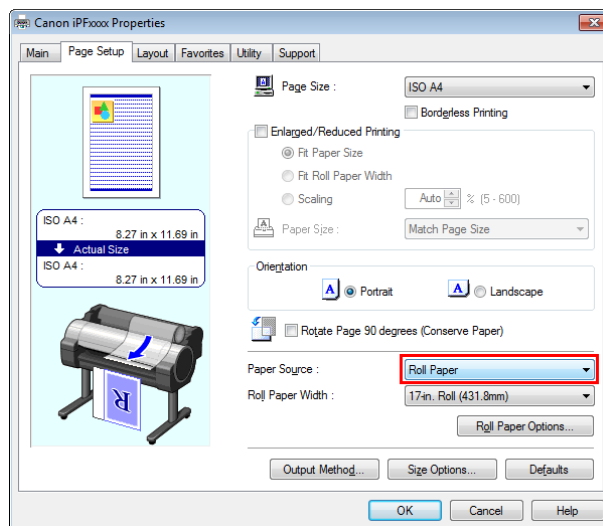 Canon iPFxxxx Properties
Main Page Setup Layout Favorites Utility Support
Page Size : ISO A4
Borderless Printing
Enlarged/Reduced Printing
Fit Paper Size
Fit Roll Paper Width
Scaling Auto % (5 - 600)
Paper Size : Match Page Size
ISO A4 :
8.27 in x 11.69 in
Actual Size
ISO A4 :
8.27 in x 11.69 in
Orientation
A Portrait A Landscape
Rotate Page 90 degrees (Conserve Paper)
Paper Source : Roll Paper
Roll Paper Width : 17-in. Roll (431.8mm)
R
Roll Paper Options...
Output Method... Size Options... Defaults
OK Cancel Help